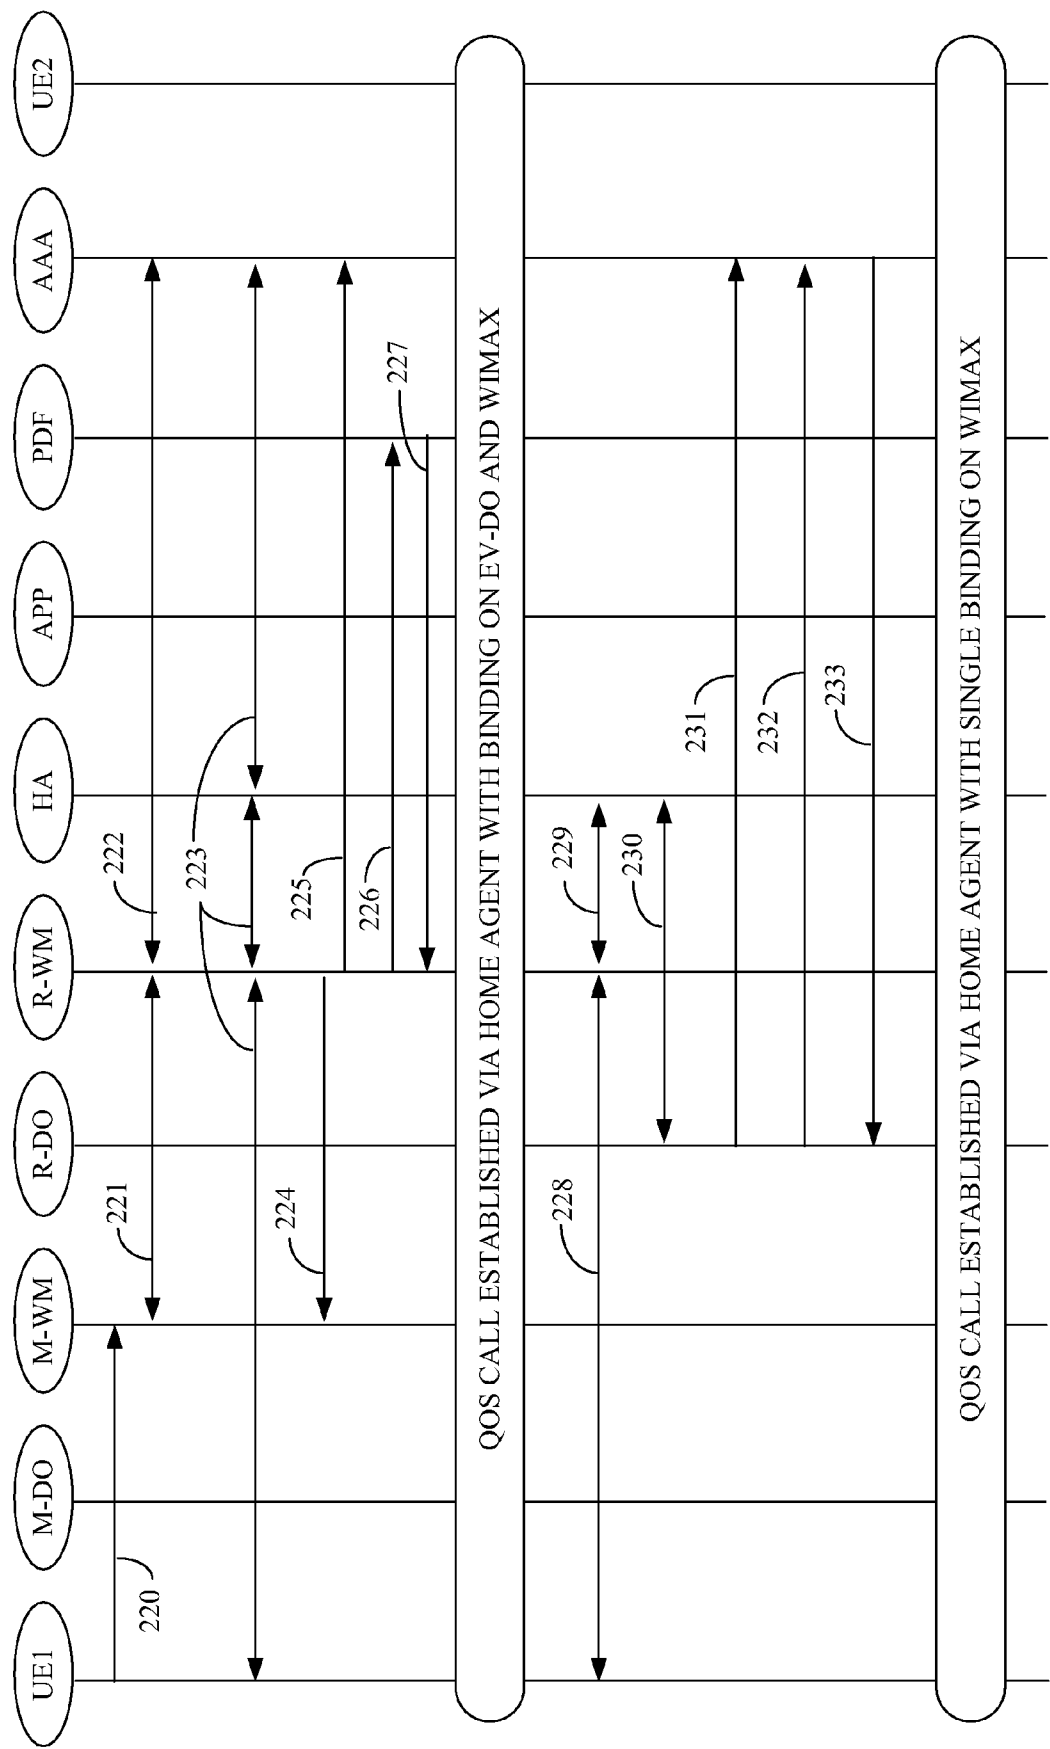 UE1
M-DO
M-WM
R-DO
R-WM
HA
APP
PDF
AAA
UE2
220
221
222
223
224
225
226
227
QOS CALL ESTABLISHED VIA HOME AGENT WITH BINDING ON EV-DO AND WIMAX
228
229
230
231
232
233
QOS CALL ESTABLISHED VIA HOME AGENT WITH SINGLE BINDING ON WIMAX